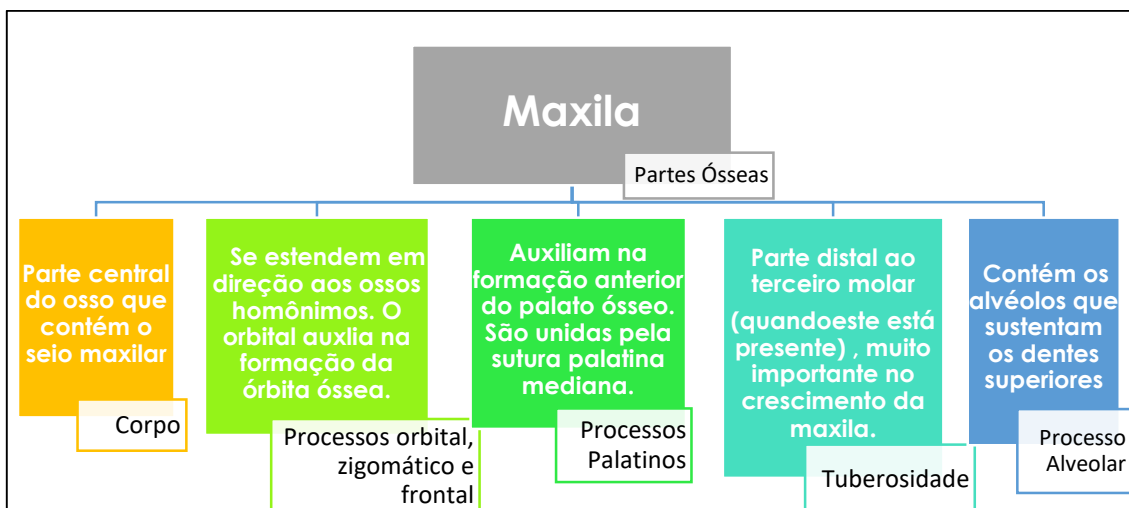 Maxila
Partes Ósseas
Parte central
do osso que
contém o
seio maxilar
Corpo
Se estendem em
direção aos ossos
homônimos. O
orbital auxlia na
formação da
órbita óssea.
Processos orbital,
zigomático e
frontal
Auxiliam na
formação anterior
do palato ósseo.
São unidas pela
sutura palatina
mediana.
Processos
Palatinos
Parte distal ao
terceiro molar
(quandoeste está
presente) , muito
importante no
crescimento da
maxila.
Tuberosidade
Contém os
alvéolos que
sustentam
os dentes
superiores
Processo
Alveolar